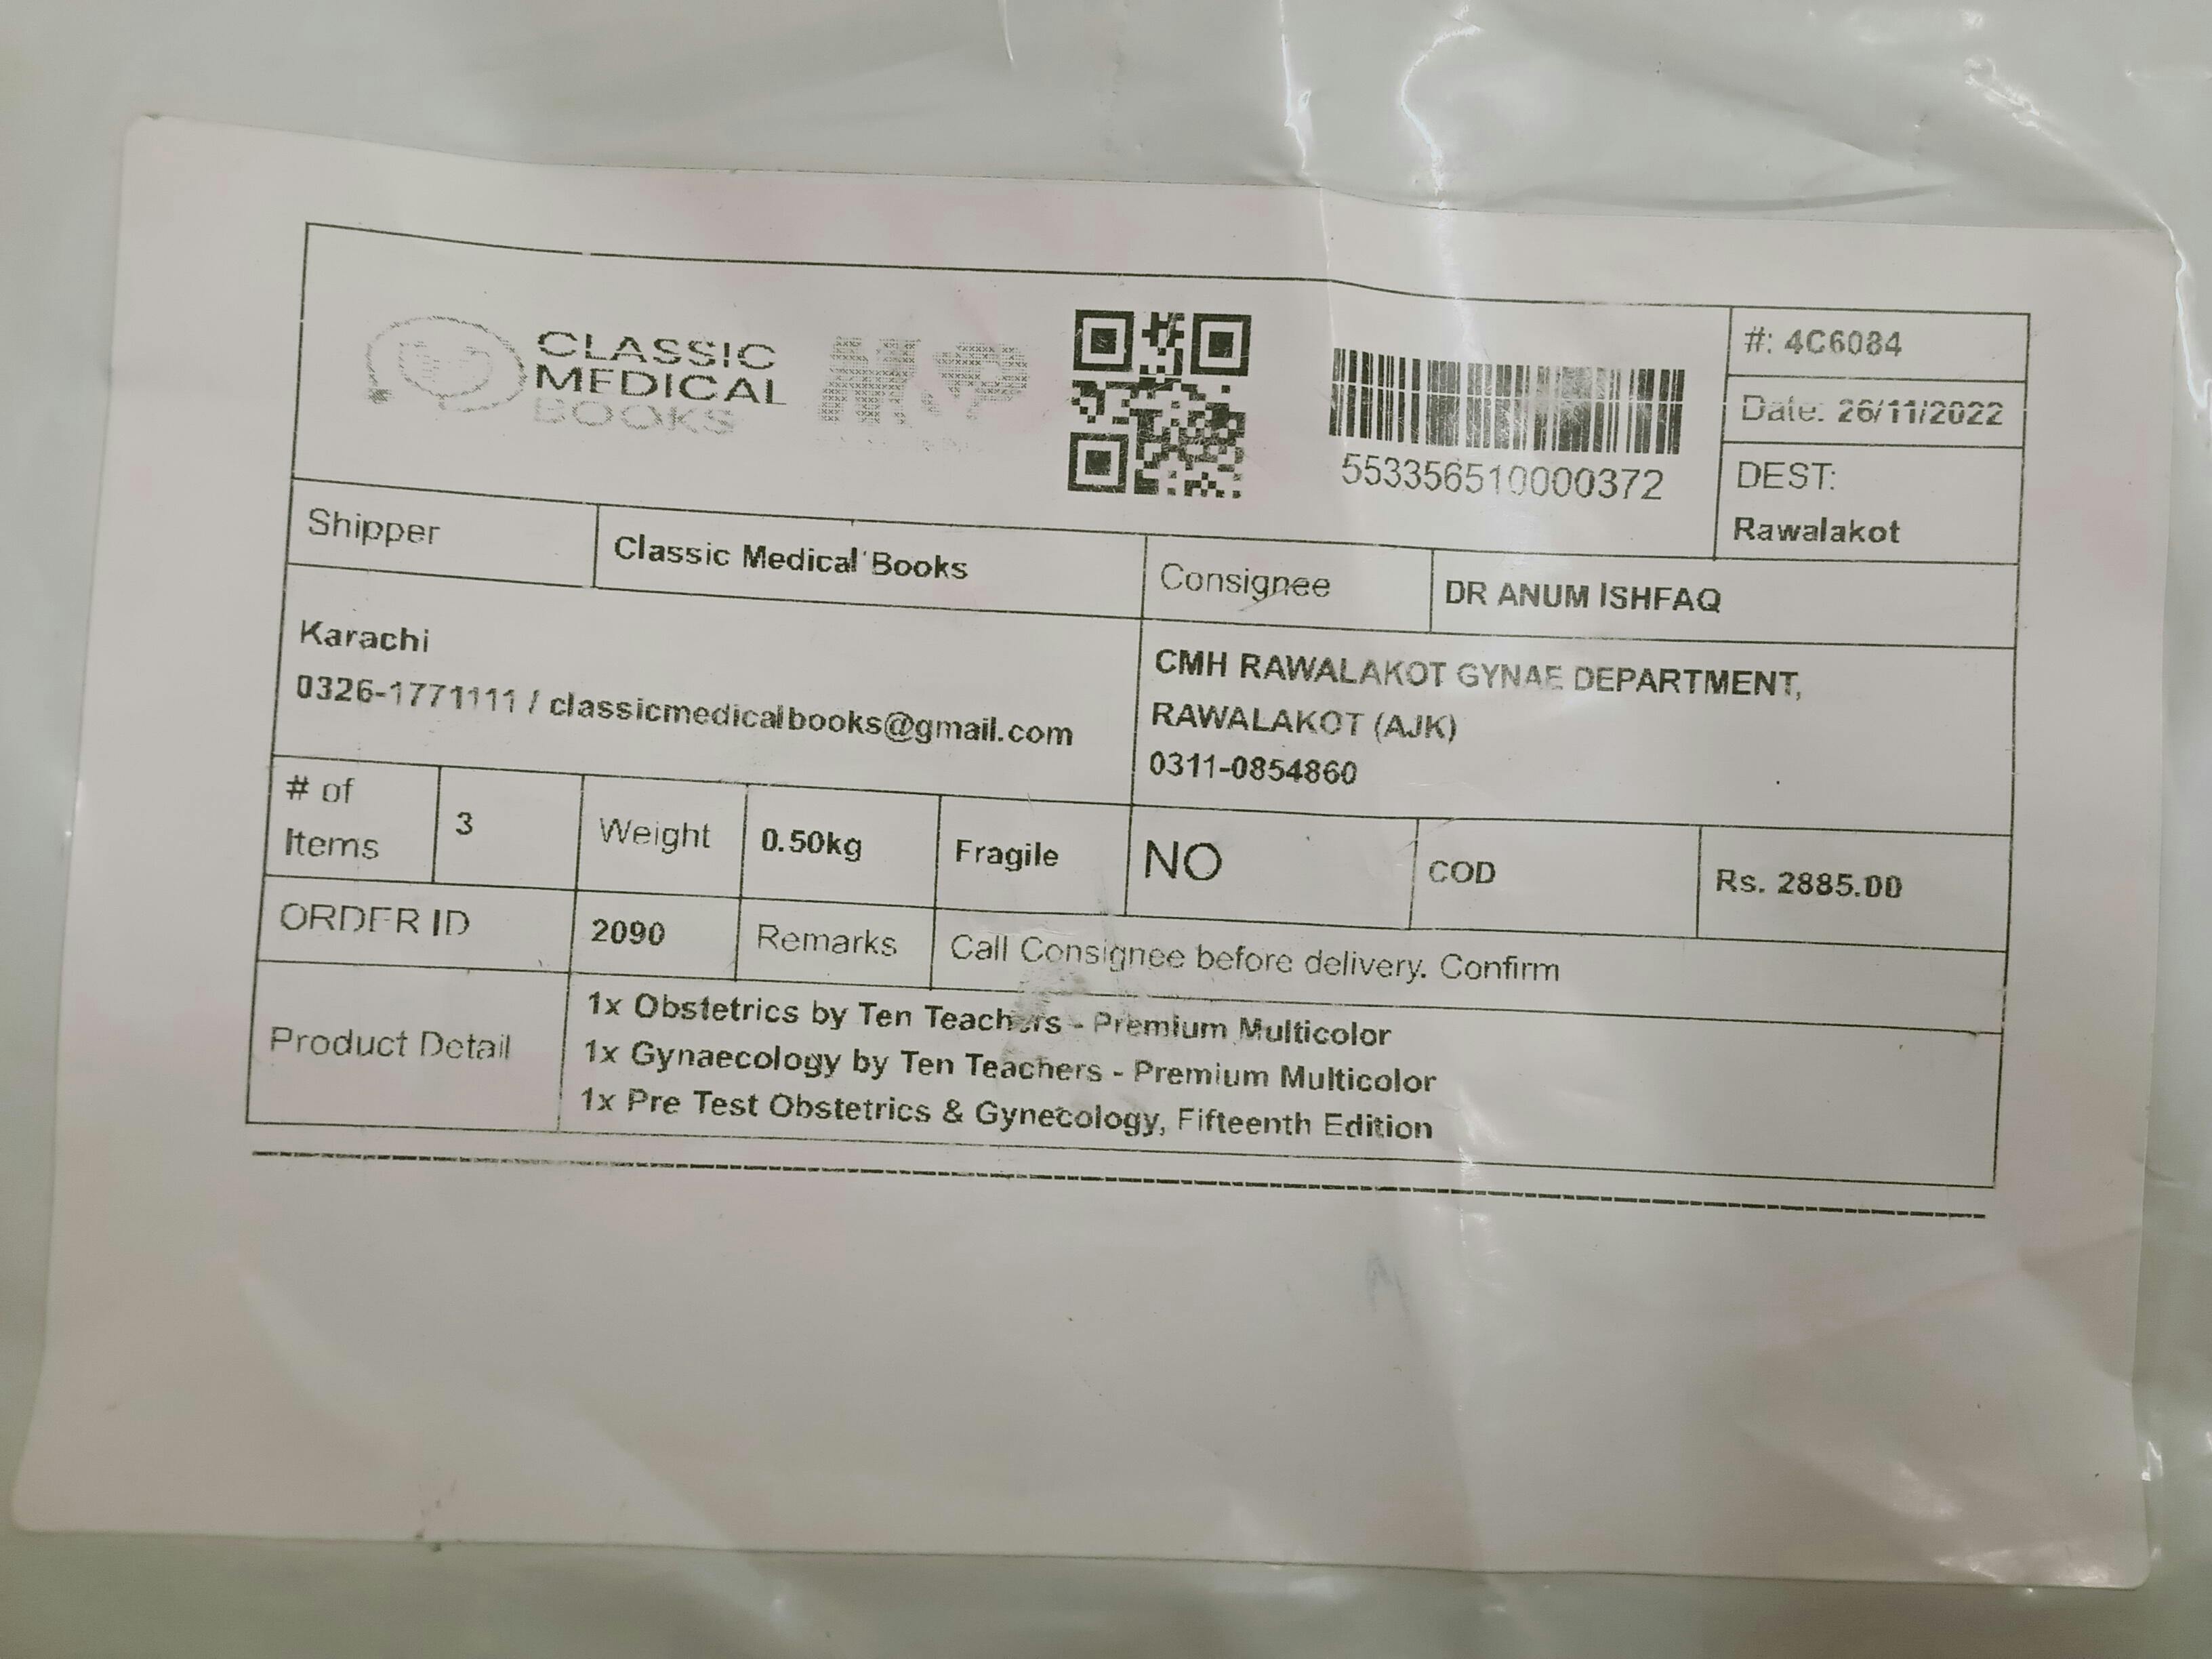 CLASSIC
MEDICAL
BOOKS
553356510000372
#: 4C6084
Date: 26/11/2022
DEST:
Rawalakot
Shipper
Classic Medical Books
Consignee
DR ANUM ISHFAQ
Karachi
0326-1771111 / classicmedicalbooks@gmail.com
CMH RAWALAKOT GYNAE DEPARTMENT,
RAWALAKOT (AJK)
0311-0854860
# of
Items
3
Weight
0.50kg
Fragile
NO
COD
Rs. 2885.00
ORDER ID
2090
Remarks
Call Consignee before delivery. Confirm
Product Detail
1x Obstetrics by Ten Teachers - Premium Multicolor
1x Gynaecology by Ten Teachers - Premium Multicolor
1x Pre Test Obstetrics & Gynecology, Fifteenth Edition